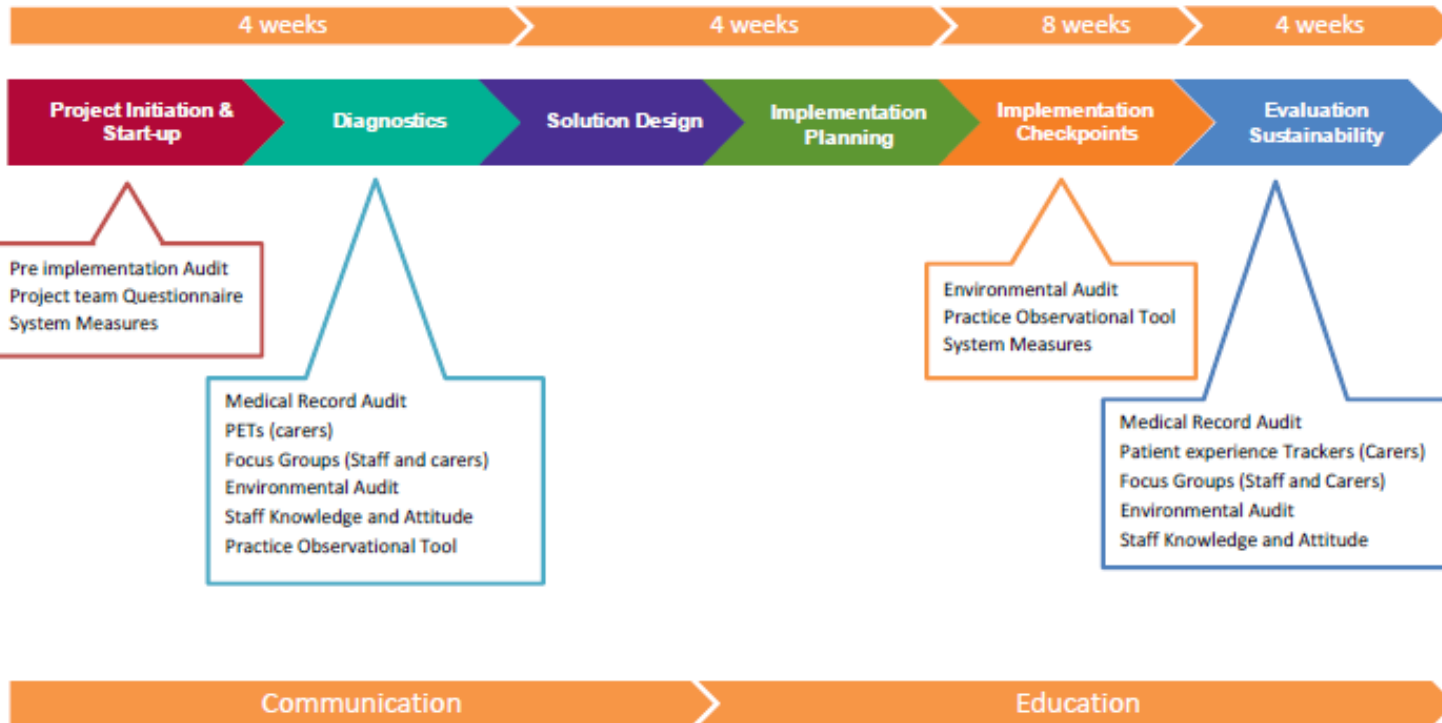 4 weeks
4 weeks
8 weeks
4 weeks
Project Initiation &
Start-up
Diagnostics
Solution Design
Implementation
Planning
Implementation
Checkpoints
Evaluation
Sustainability
Pre implementation Audit
Project team Questionnaire
System Measures
Medical Record Audit
PETs (carers)
Focus Groups (Staff and carers)
Environmental Audit
Staff Knowledge and Attitude
Practice Observational Tool
Environmental Audit
Practice Observational Tool
System Measures
Medical Record Audit
Patient experience Trackers (Carers)
Focus Groups (Staff and Carers)
Environmental Audit
Staff Knowledge and Attitude
Communication
Education